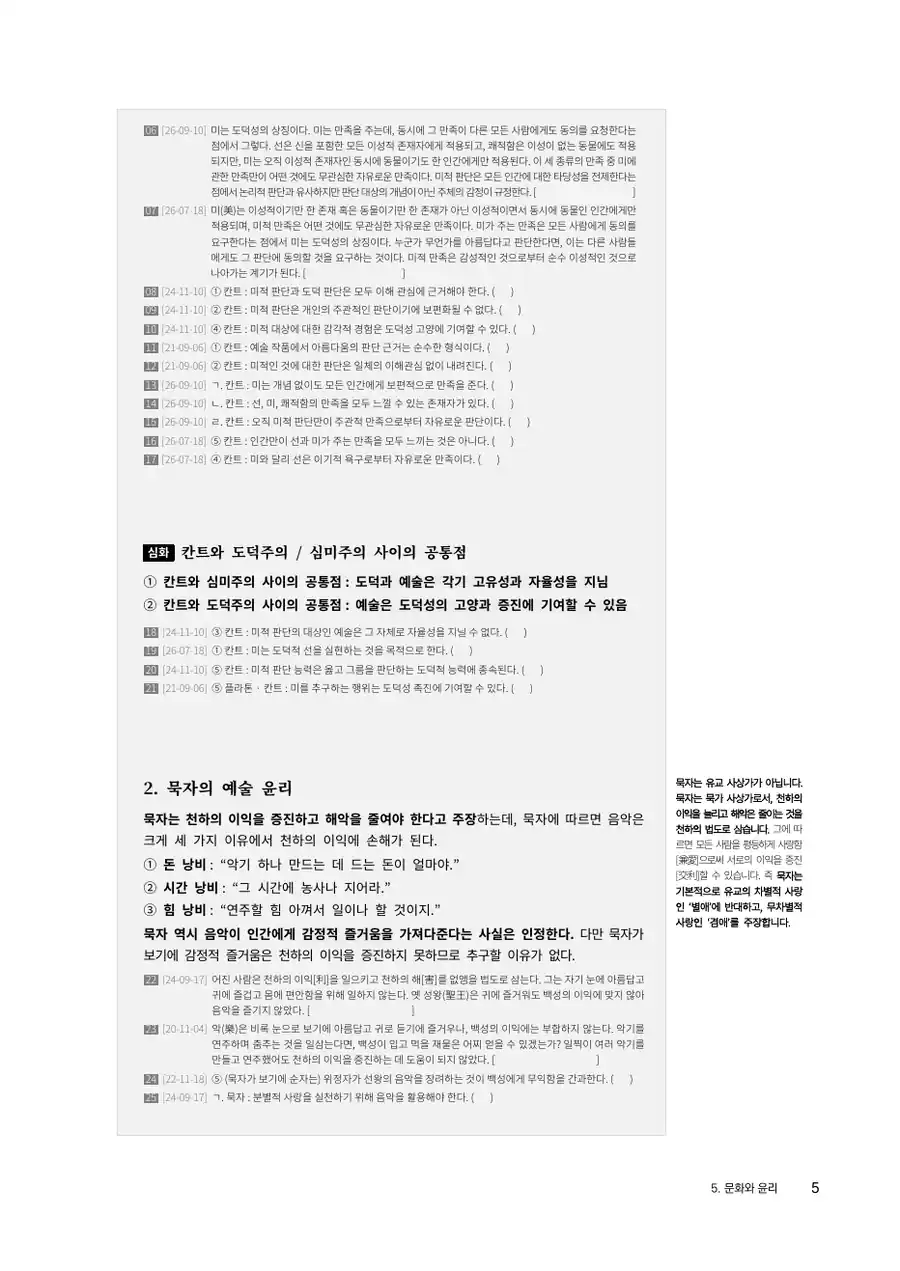 06 [26-09-10] 미는 도덕성의 상징이다. 미는 만족을 주는데, 동시에 그 만족이 다른 모든 사람에게도 동의를 요청한다는
점에서 그렇다. 선은 신을 포함한 모든 이성적 존재자에게 적용되고, 쾌적함은 이성이 없는 동물에도 적용
되지만, 미는 오직 이성적 존재자인 동시에 동물이기도 한 인간에게만 적용된다. 이 세 종류의 만족 중 미에
관한 만족만이 어떤 것에도 무관심한 자유로운 만족이다. 미적 판단은 모든 인간에 대한 타당성을 전제한다는
점에서 논리적 판단과 유사하지만 판단 대상의 개념이 아닌 주체의 감정이 규정한다. [ ]
07 [26-07-18] 미(美)는 이성적이기만 한 존재 혹은 동물이기만 한 존재가 아닌 이성적이면서 동시에 동물인 인간에게만
적용되며, 미적 만족은 어떤 것에도 무관심한 자유로운 만족이다. 미가 주는 만족은 모든 사람에게 동의를
요구한다는 점에서 미는 도덕성의 상징이다. 누군가 무언가를 아름답다고 판단한다면, 이는 다른 사람들
에게도 그 판단에 동의할 것을 요구하는 것이다. 미적 만족은 감성적인 것으로부터 순수 이성적인 것으로
나아가는 계기가 된다. [ ]
08 [24-11-10] ① 칸트 : 미적 판단과 도덕 판단은 모두 이해 관심에 근거해야 한다. ( )
09 [24-11-10] ② 칸트 : 미적 판단은 개인의 주관적인 판단이기에 보편화될 수 없다. ( )
10 [24-11-10] ④ 칸트 : 미적 대상에 대한 감각적 경험은 도덕성 고양에 기여할 수 있다. ( )
11 [21-09-06] ① 칸트 : 예술 작품에서 아름다움의 판단 근거는 순수한 형식이다. ( )
12 [21-09-06] ② 칸트 : 미적인 것에 대한 판단은 일체의 이해관심 없이 내려진다. ( )
13 [26-09-10] ㄱ. 칸트 : 미는 개념 없이도 모든 인간에게 보편적으로 만족을 준다. ( )
14 [26-09-10] ㄴ. 칸트 : 선, 미, 쾌적함의 만족을 모두 느낄 수 있는 존재자가 있다. ( )
15 [26-09-10] ㄹ. 칸트 : 오직 미적 판단만이 주관적 만족으로부터 자유로운 판단이다. ( )
16 [26-07-18] ⑤ 칸트 : 인간만이 선과 미가 주는 만족을 모두 느끼는 것은 아니다. ( )
17 [26-07-18] ④ 칸트 : 미와 달리 선은 이기적 욕구로부터 자유로운 만족이다. ( )
심화 칸트와 도덕주의 / 심미주의 사이의 공통점
① 칸트와 심미주의 사이의 공통점 : 도덕과 예술은 각기 고유성과 자율성을 지님
② 칸트와 도덕주의 사이의 공통점 : 예술은 도덕성의 고양과 증진에 기여할 수 있음
18 [24-11-10] ③ 칸트 : 미적 판단의 대상인 예술은 그 자체로 자율성을 지닐 수 없다. ( )
19 [26-07-18] ① 칸트 : 미는 도덕적 선을 실현하는 것을 목적으로 한다. ( )
20 [24-11-10] ⑤ 칸트 : 미적 판단 능력은 옳고 그름을 판단하는 도덕적 능력에 종속된다. ( )
21 [21-09-06] ⑤ 플라톤 · 칸트 : 미를 추구하는 행위는 도덕성 촉진에 기여할 수 있다. ( )
2. 묵자의 예술 윤리
묵자는 천하의 이익을 증진하고 해악을 줄여야 한다고 주장하는데, 묵자에 따르면 음악은
크게 세 가지 이유에서 천하의 이익에 손해가 된다.
① 돈 낭비 : “악기 하나 만드는 데 드는 돈이 얼마야.”
② 시간 낭비 : “그 시간에 농사나 지어라.”
③ 힘 낭비 : “연주할 힘 아껴서 일이나 할 것이지.”
묵자 역시 음악이 인간에게 감정적 즐거움을 가져다준다는 사실은 인정한다. 다만 묵자가
보기에 감정적 즐거움은 천하의 이익을 증진하지 못하므로 추구할 이유가 없다.
22 [24-09-17] 어진 사람은 천하의 이익[利]을 일으키고 천하의 해[害]를 없앰을 법도로 삼는다. 그는 자기 눈에 아름답고
귀에 즐겁고 몸에 편안함을 위해 일하지 않는다. 옛 성왕(聖王)은 귀에 즐거워도 백성의 이익에 맞지 않아
음악을 즐기지 않았다. [ ]
23 [20-11-04] 악(樂)은 비록 눈으로 보기에 아름답고 귀로 듣기에 즐거우나, 백성의 이익에는 부합하지 않는다. 악기를
연주하며 춤추는 것을 일삼는다면, 백성이 입고 먹을 재물은 어찌 얻을 수 있겠는가? 일찍이 여러 악기를
만들고 연주했어도 천하의 이익을 증진하는 데 도움이 되지 않았다. [ ]
24 [22-11-18] ⑤ (묵자가 보기에 순자는) 위정자가 선왕의 음악을 장려하는 것이 백성에게 무익함을 간과한다. ( )
25 [24-09-17] ㄱ. 묵자 : 분별적 사랑을 실천하기 위해 음악을 활용해야 한다. ( )
묵자는 유교 사상가가 아닙니다.
묵자는 묵가 사상가로서, 천하의
이익을 늘리고 해악은 줄이는 것을
천하의 법도로 삼습니다. 그에 따
르면 모든 사람을 평등하게 사랑함
[兼愛]으로써 서로의 이익을 증진
[交利]할 수 있습니다. 즉 묵자는
기본적으로 유교의 차별적 사랑
인 ‘별애’에 반대하고, 무차별적
사랑인 ‘겸애’를 주장합니다.
5. 문화와 윤리 5